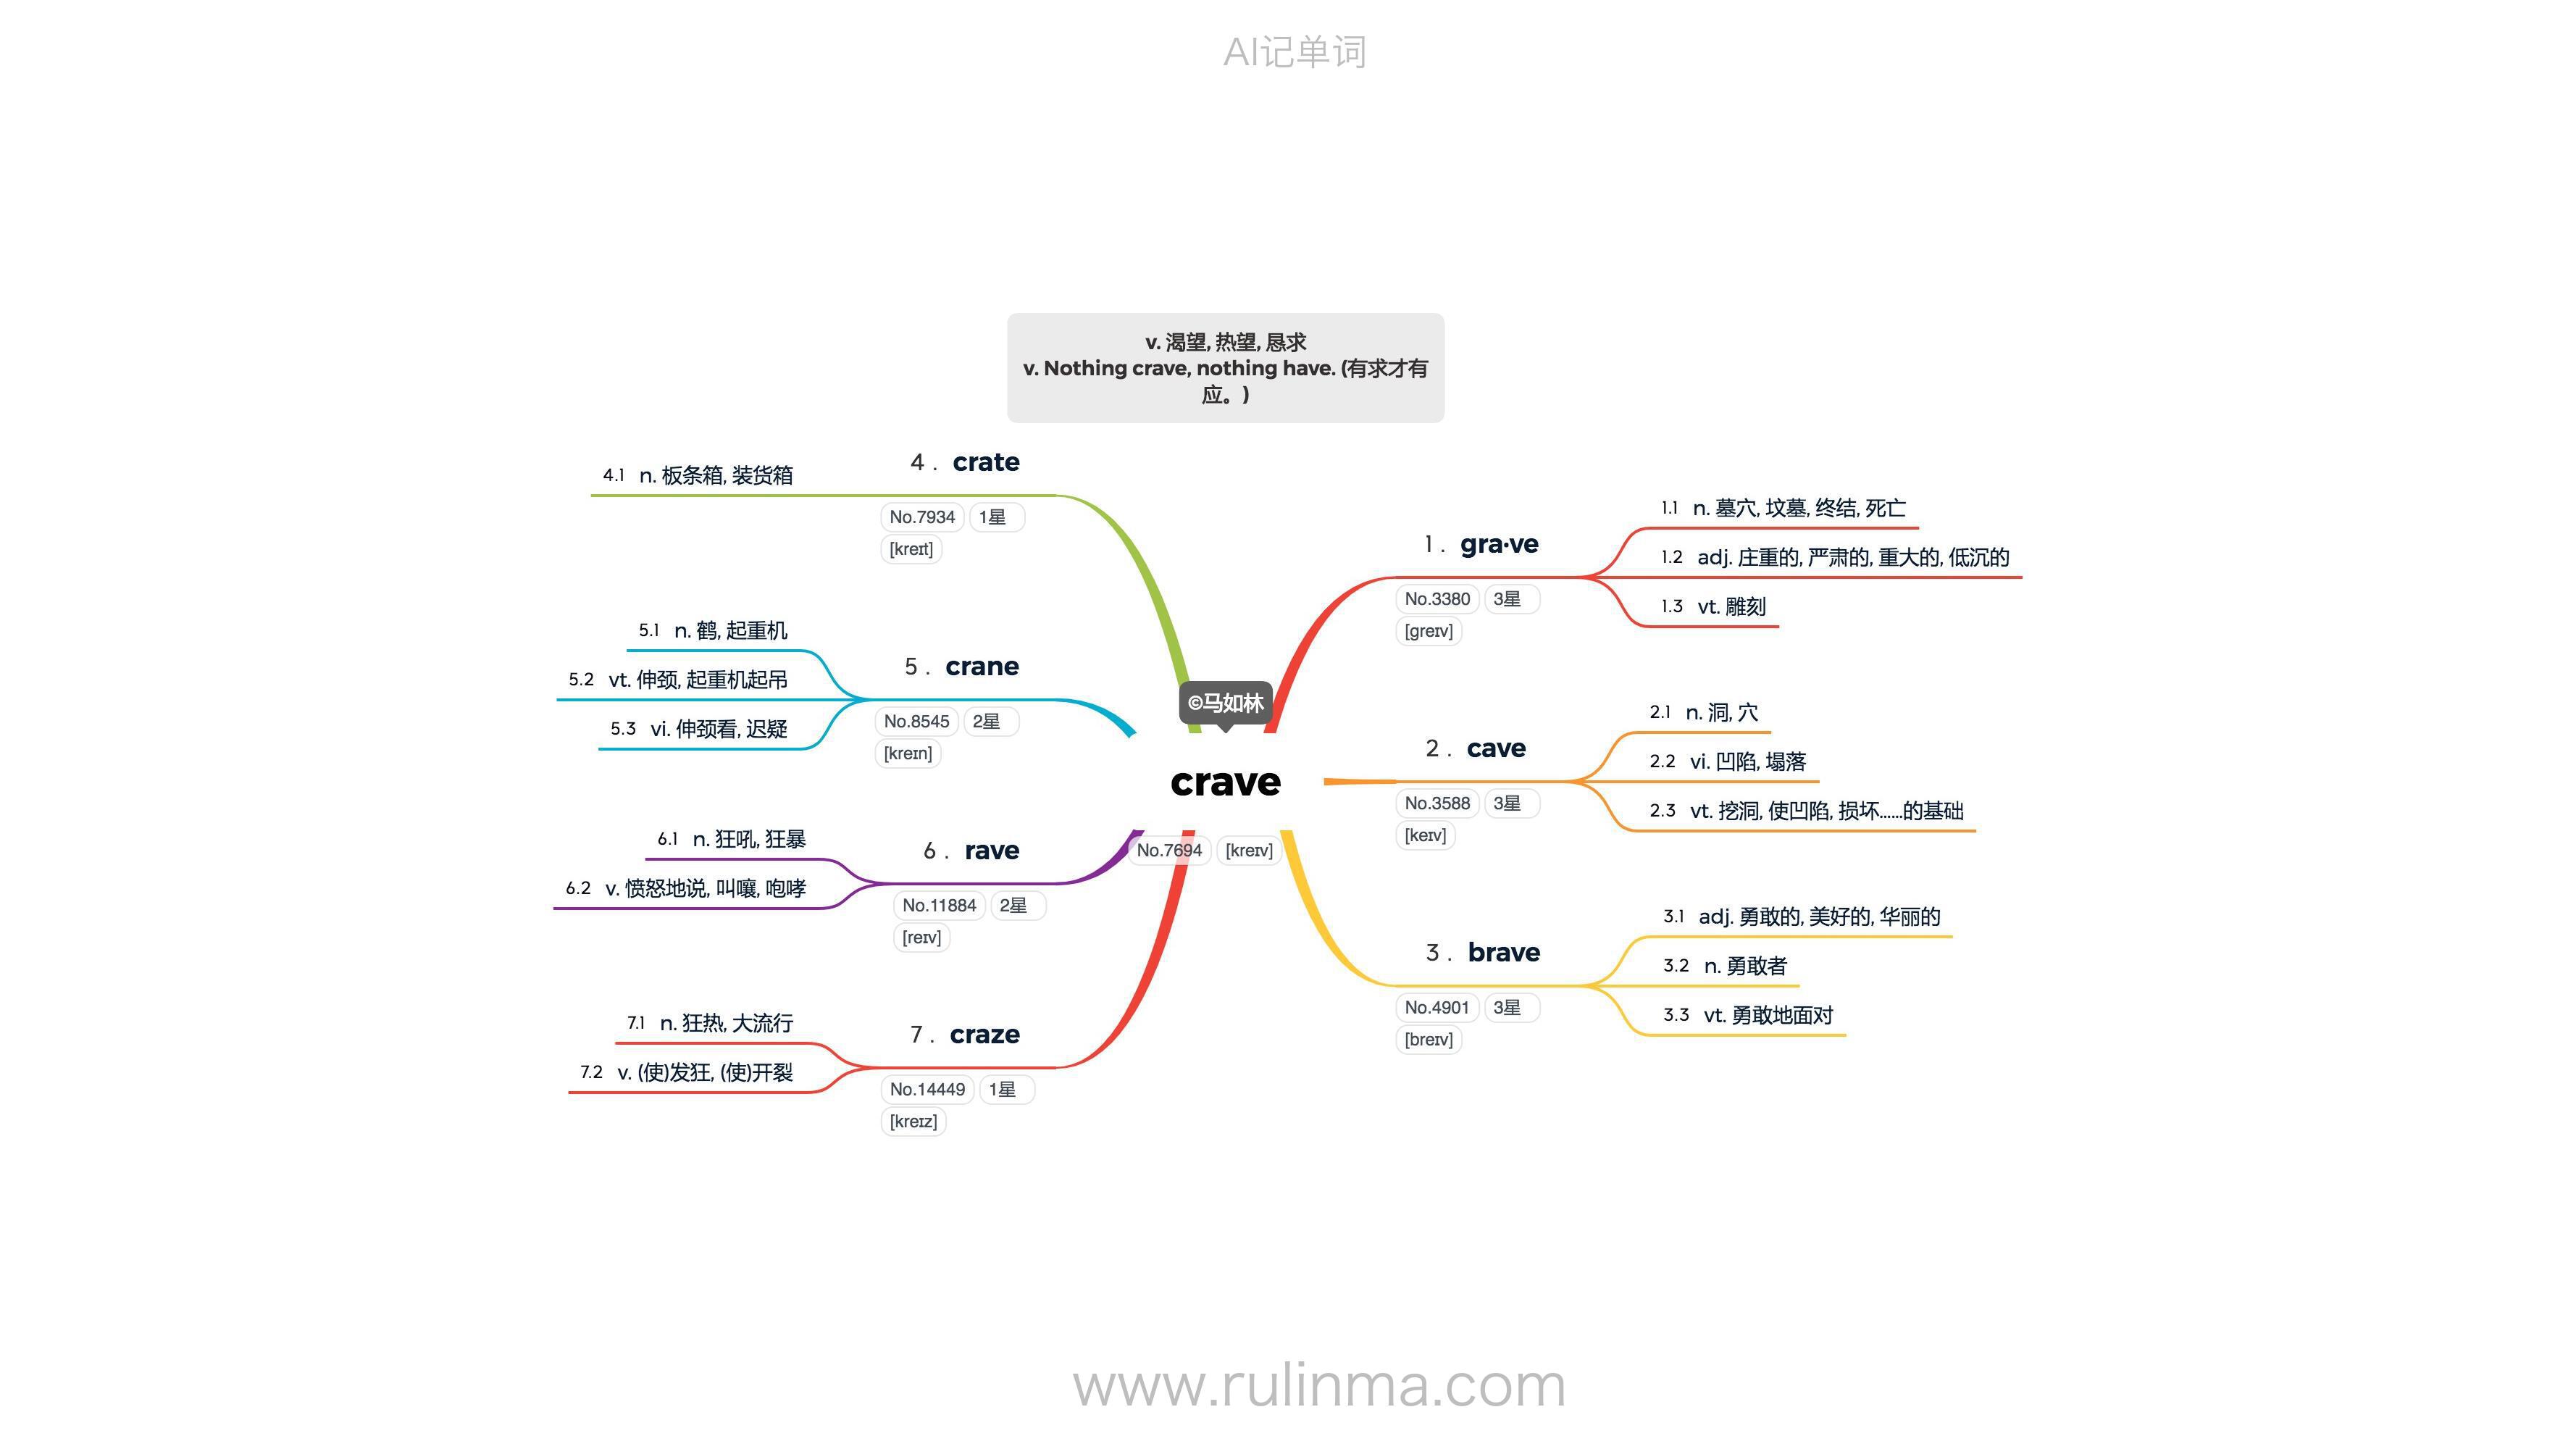 AI记单词
v. 渴望, 热望, 恳求
v. Nothing crave, nothing have. (有求才有
应。)
©马如林
crave
No.7694 [kreɪv]
1. gra·ve
No.3380 3星
[greɪv]
1.1 n. 墓穴, 坟墓, 终结, 死亡
1.2 adj. 庄重的, 严肃的, 重大的, 低沉的
1.3 vt. 雕刻
2. cave
No.3588 3星
[keɪv]
2.1 n. 洞, 穴
2.2 vi. 凹陷, 塌落
2.3 vt. 挖洞, 使凹陷, 损坏……的基础
3. brave
No.4901 3星
[breɪv]
3.1 adj. 勇敢的, 美好的, 华丽的
3.2 n. 勇敢者
3.3 vt. 勇敢地面对
4. crate
No.7934 1星
[kreɪt]
4.1 n. 板条箱, 装货箱
5. crane
No.8545 2星
[kreɪn]
5.1 n. 鹤, 起重机
5.2 vt. 伸颈, 起重机起吊
5.3 vi. 伸颈看, 迟疑
6. rave
No.11884 2星
[reɪv]
6.1 n. 狂吼, 狂暴
6.2 v. 愤怒地说, 叫嚷, 咆哮
7. craze
No.14449 1星
[kreɪz]
7.1 n. 狂热, 大流行
7.2 v. (使)发狂, (使)开裂
www.rulinma.com